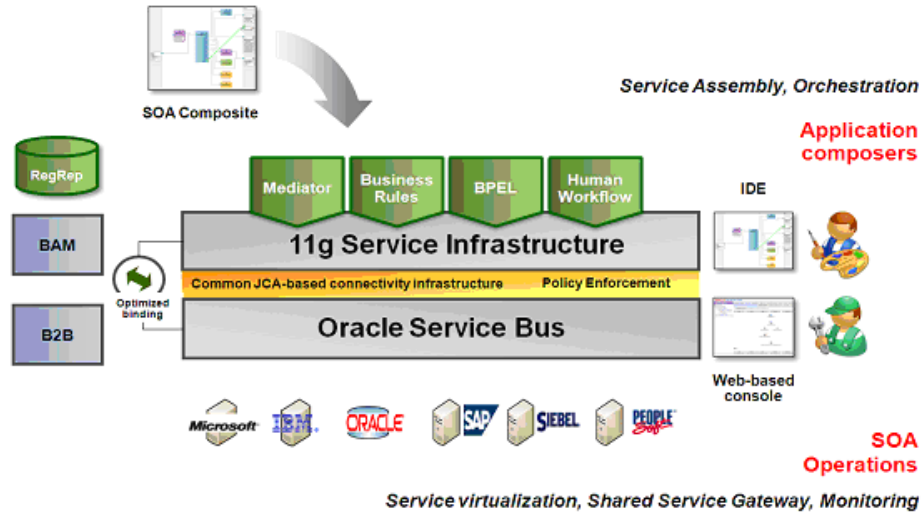 SOA Composite
Service Assembly, Orchestration
Application
composers
RegRep
Mediator
Business
Rules
BPEL
Human
Workflow
IDE
BAM
11g Service Infrastructure
Optimized
binding
Common JCA-based connectivity infrastructure
Policy Enforcement
B2B
Oracle Service Bus
Web-based
console
Microsoft
IBM.
ORACLE
SAP
SIEBEL
PEOPLE
Soft
SOA
Operations
Service virtualization, Shared Service Gateway, Monitoring